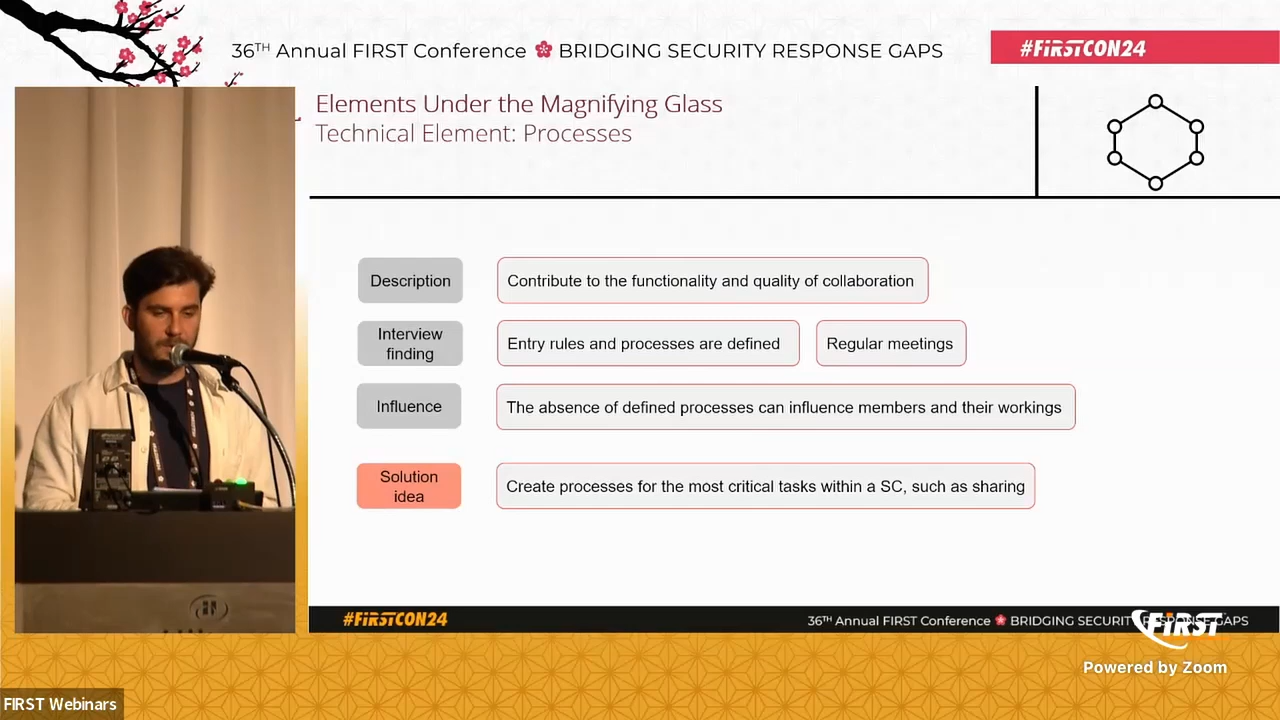 36TH Annual FIRST Conference BRIDGING SECURITY RESPONSE GAPS
#FiRSTCON24
Elements Under the Magnifying Glass
Technical Element: Processes
Description
Contribute to the functionality and quality of collaboration
Interview
finding
Entry rules and processes are defined
Regular meetings
Influence
The absence of defined processes can influence members and their workings
Solution
idea
Create processes for the most critical tasks within a SC, such as sharing
#FiRSTCON24
36TH Annual FIRST Conference BRIDGING SECURITY RESPONSE GAPS
FiRST
Powered by Zoom
FIRST Webinars